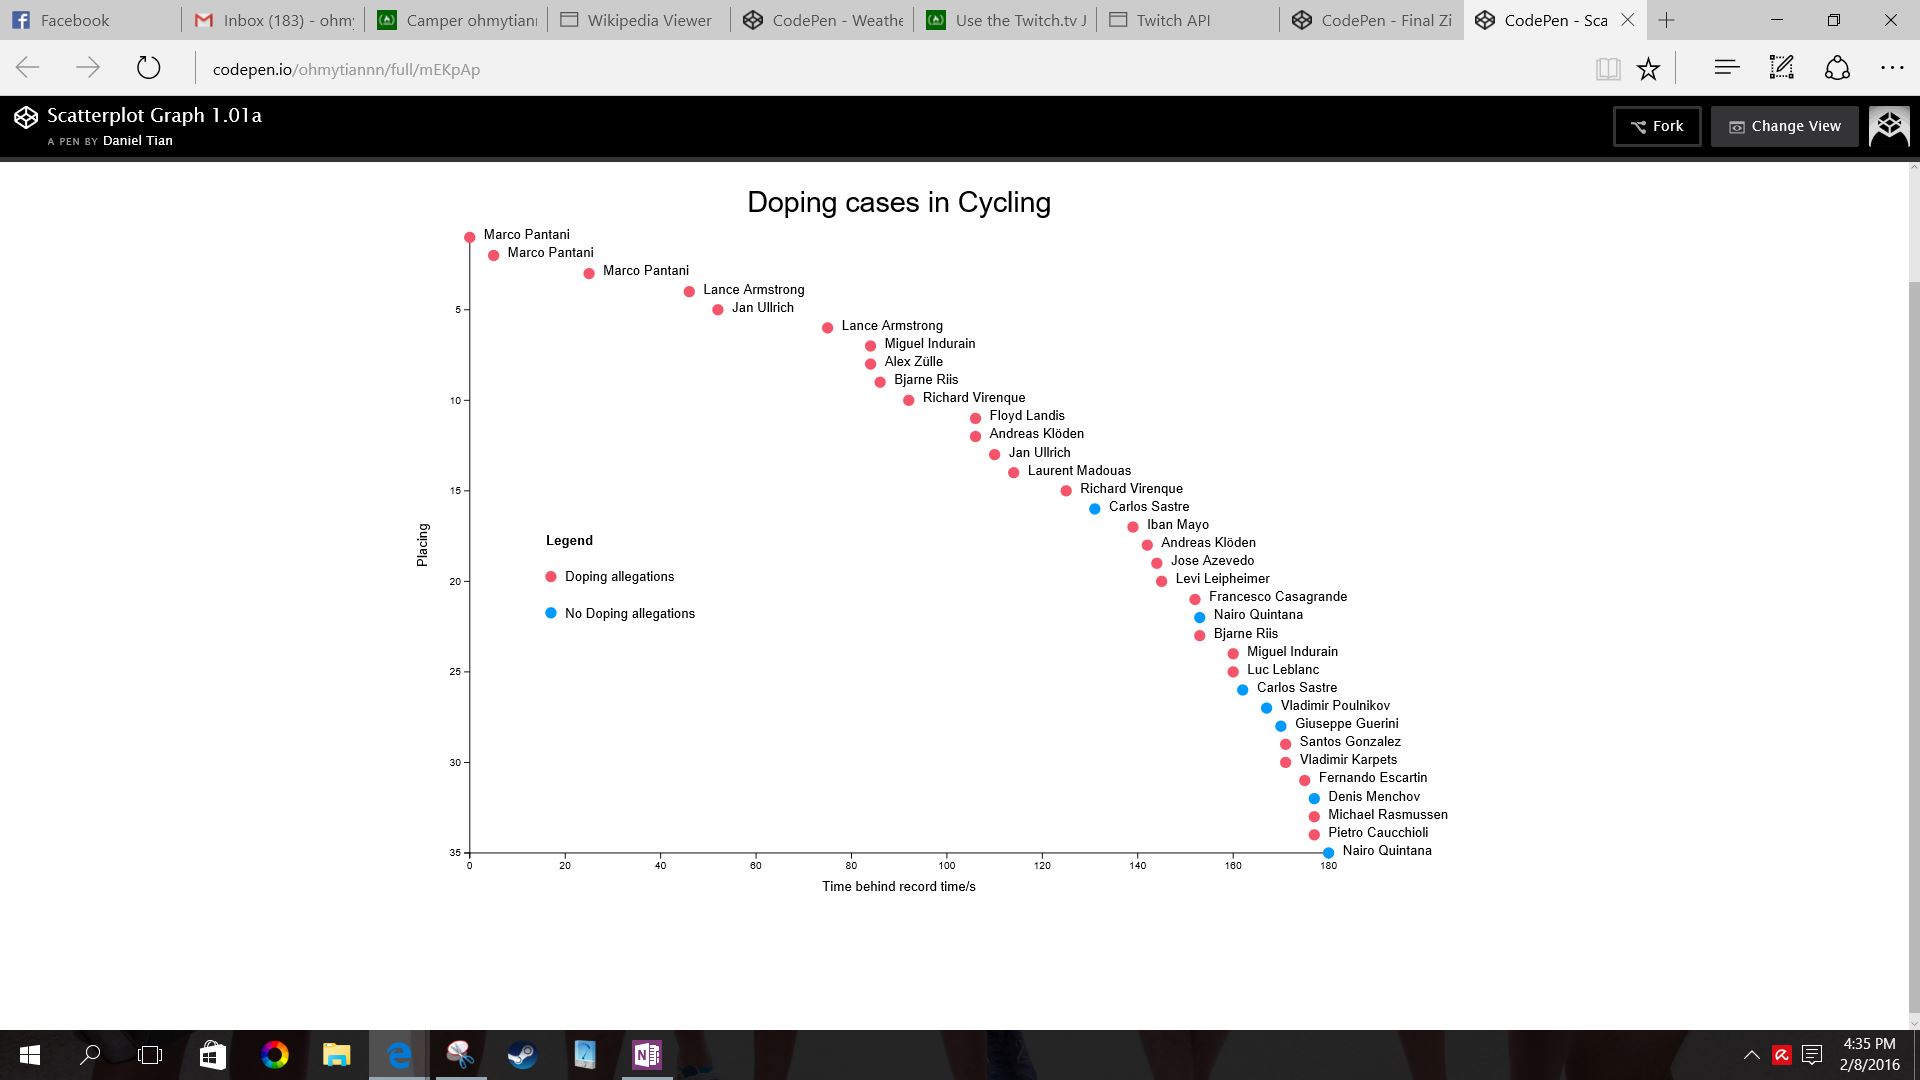 Facebook
Inbox (183) - ohmy
Camper ohmytiann
Wikipedia Viewer
CodePen - Weathe
Use the Twitch.tv J
Twitch API
CodePen - Final Zi
CodePen - Sca
codepen.io/ohmytiannn/full/mEKpAp
Scatterplot Graph 1.01a
A PEN BY Daniel Tian
Fork
Change View
Doping cases in Cycling
Marco Pantani
Marco Pantani
Marco Pantani
Lance Armstrong
5
Jan Ullrich
Lance Armstrong
Miguel Indurain
Alex Zülle
Bjarne Riis
10
Richard Virenque
Floyd Landis
Andreas Klöden
Jan Ullrich
Laurent Madouas
15
Richard Virenque
Carlos Sastre
Iban Mayo
Placing
Legend
Andreas Klöden
Jose Azevedo
Doping allegations
20
Levi Leipheimer
Francesco Casagrande
No Doping allegations
Nairo Quintana
Bjarne Riis
Miguel Indurain
25
Luc Leblanc
Carlos Sastre
Vladimir Poulnikov
Giuseppe Guerini
Santos Gonzalez
30
Vladimir Karpets
Fernando Escartin
Denis Menchov
Michael Rasmussen
Pietro Caucchioli
35
Nairo Quintana
0 20 40 60 80 100 120 140 160 180
Time behind record time/s
4:35 PM
2/8/2016